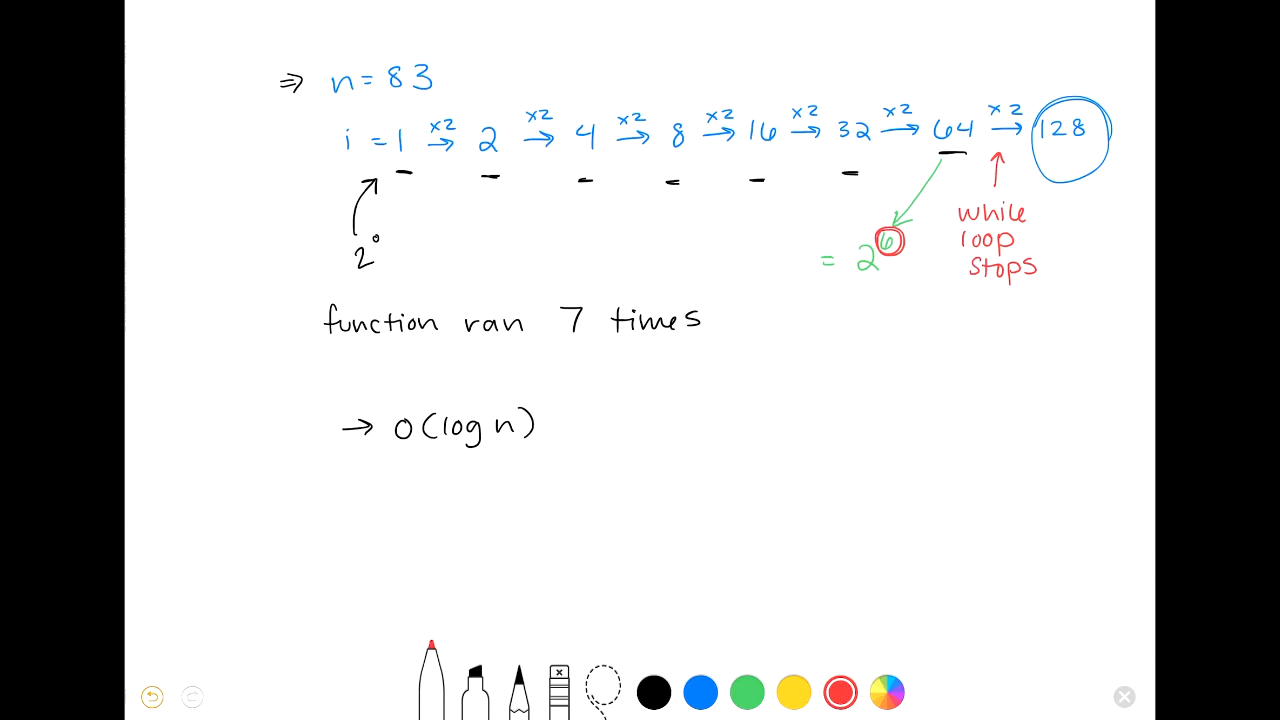 ⇒ n = 83
×2 ×2 ×2 ×2 ×2 ×2 ×2
i = 1 → 2 → 4 → 8 → 16 → 32 → 64 → 128
2⁰
= 2⁶
while
loop
stops
function ran 7 times
→ O(log n)